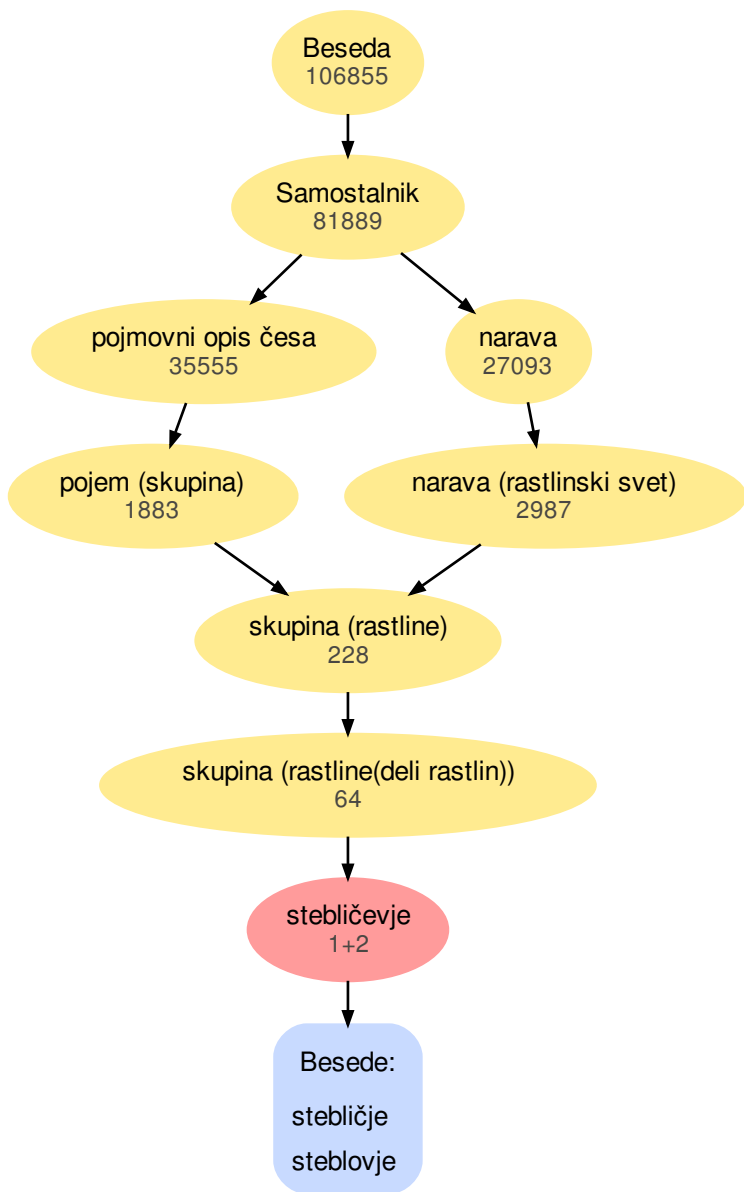 Beseda
106855
Samostalnik
81889
pojmovni opis česa
35555
narava
27093
pojem (skupina)
1883
narava (rastlinski svet)
2987
skupina (rastline)
228
skupina (rastline(deli rastlin))
64
stebličevje
1+2
Besede:
stebličje
steblovje